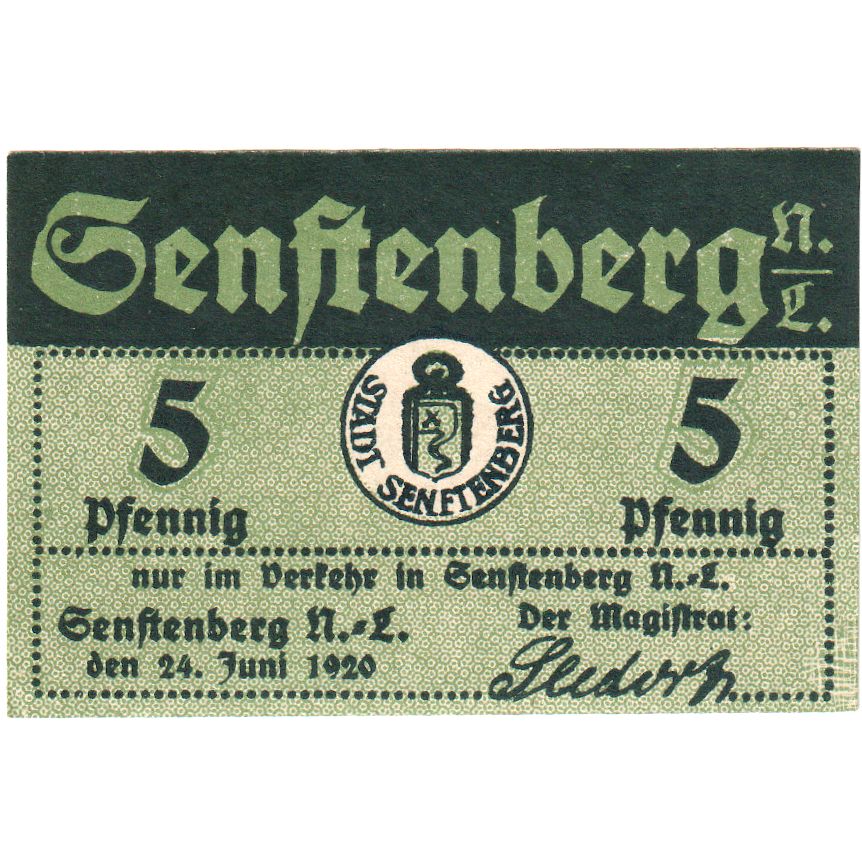 Senftenberg N.
L.
5
STADT SENFTENBERG
5
Pfennig
Pfennig
nur im Verkehr in Senftenberg N.-L.
Senftenberg N.-L.
Der Magistrat:
den 24. Juni 1920